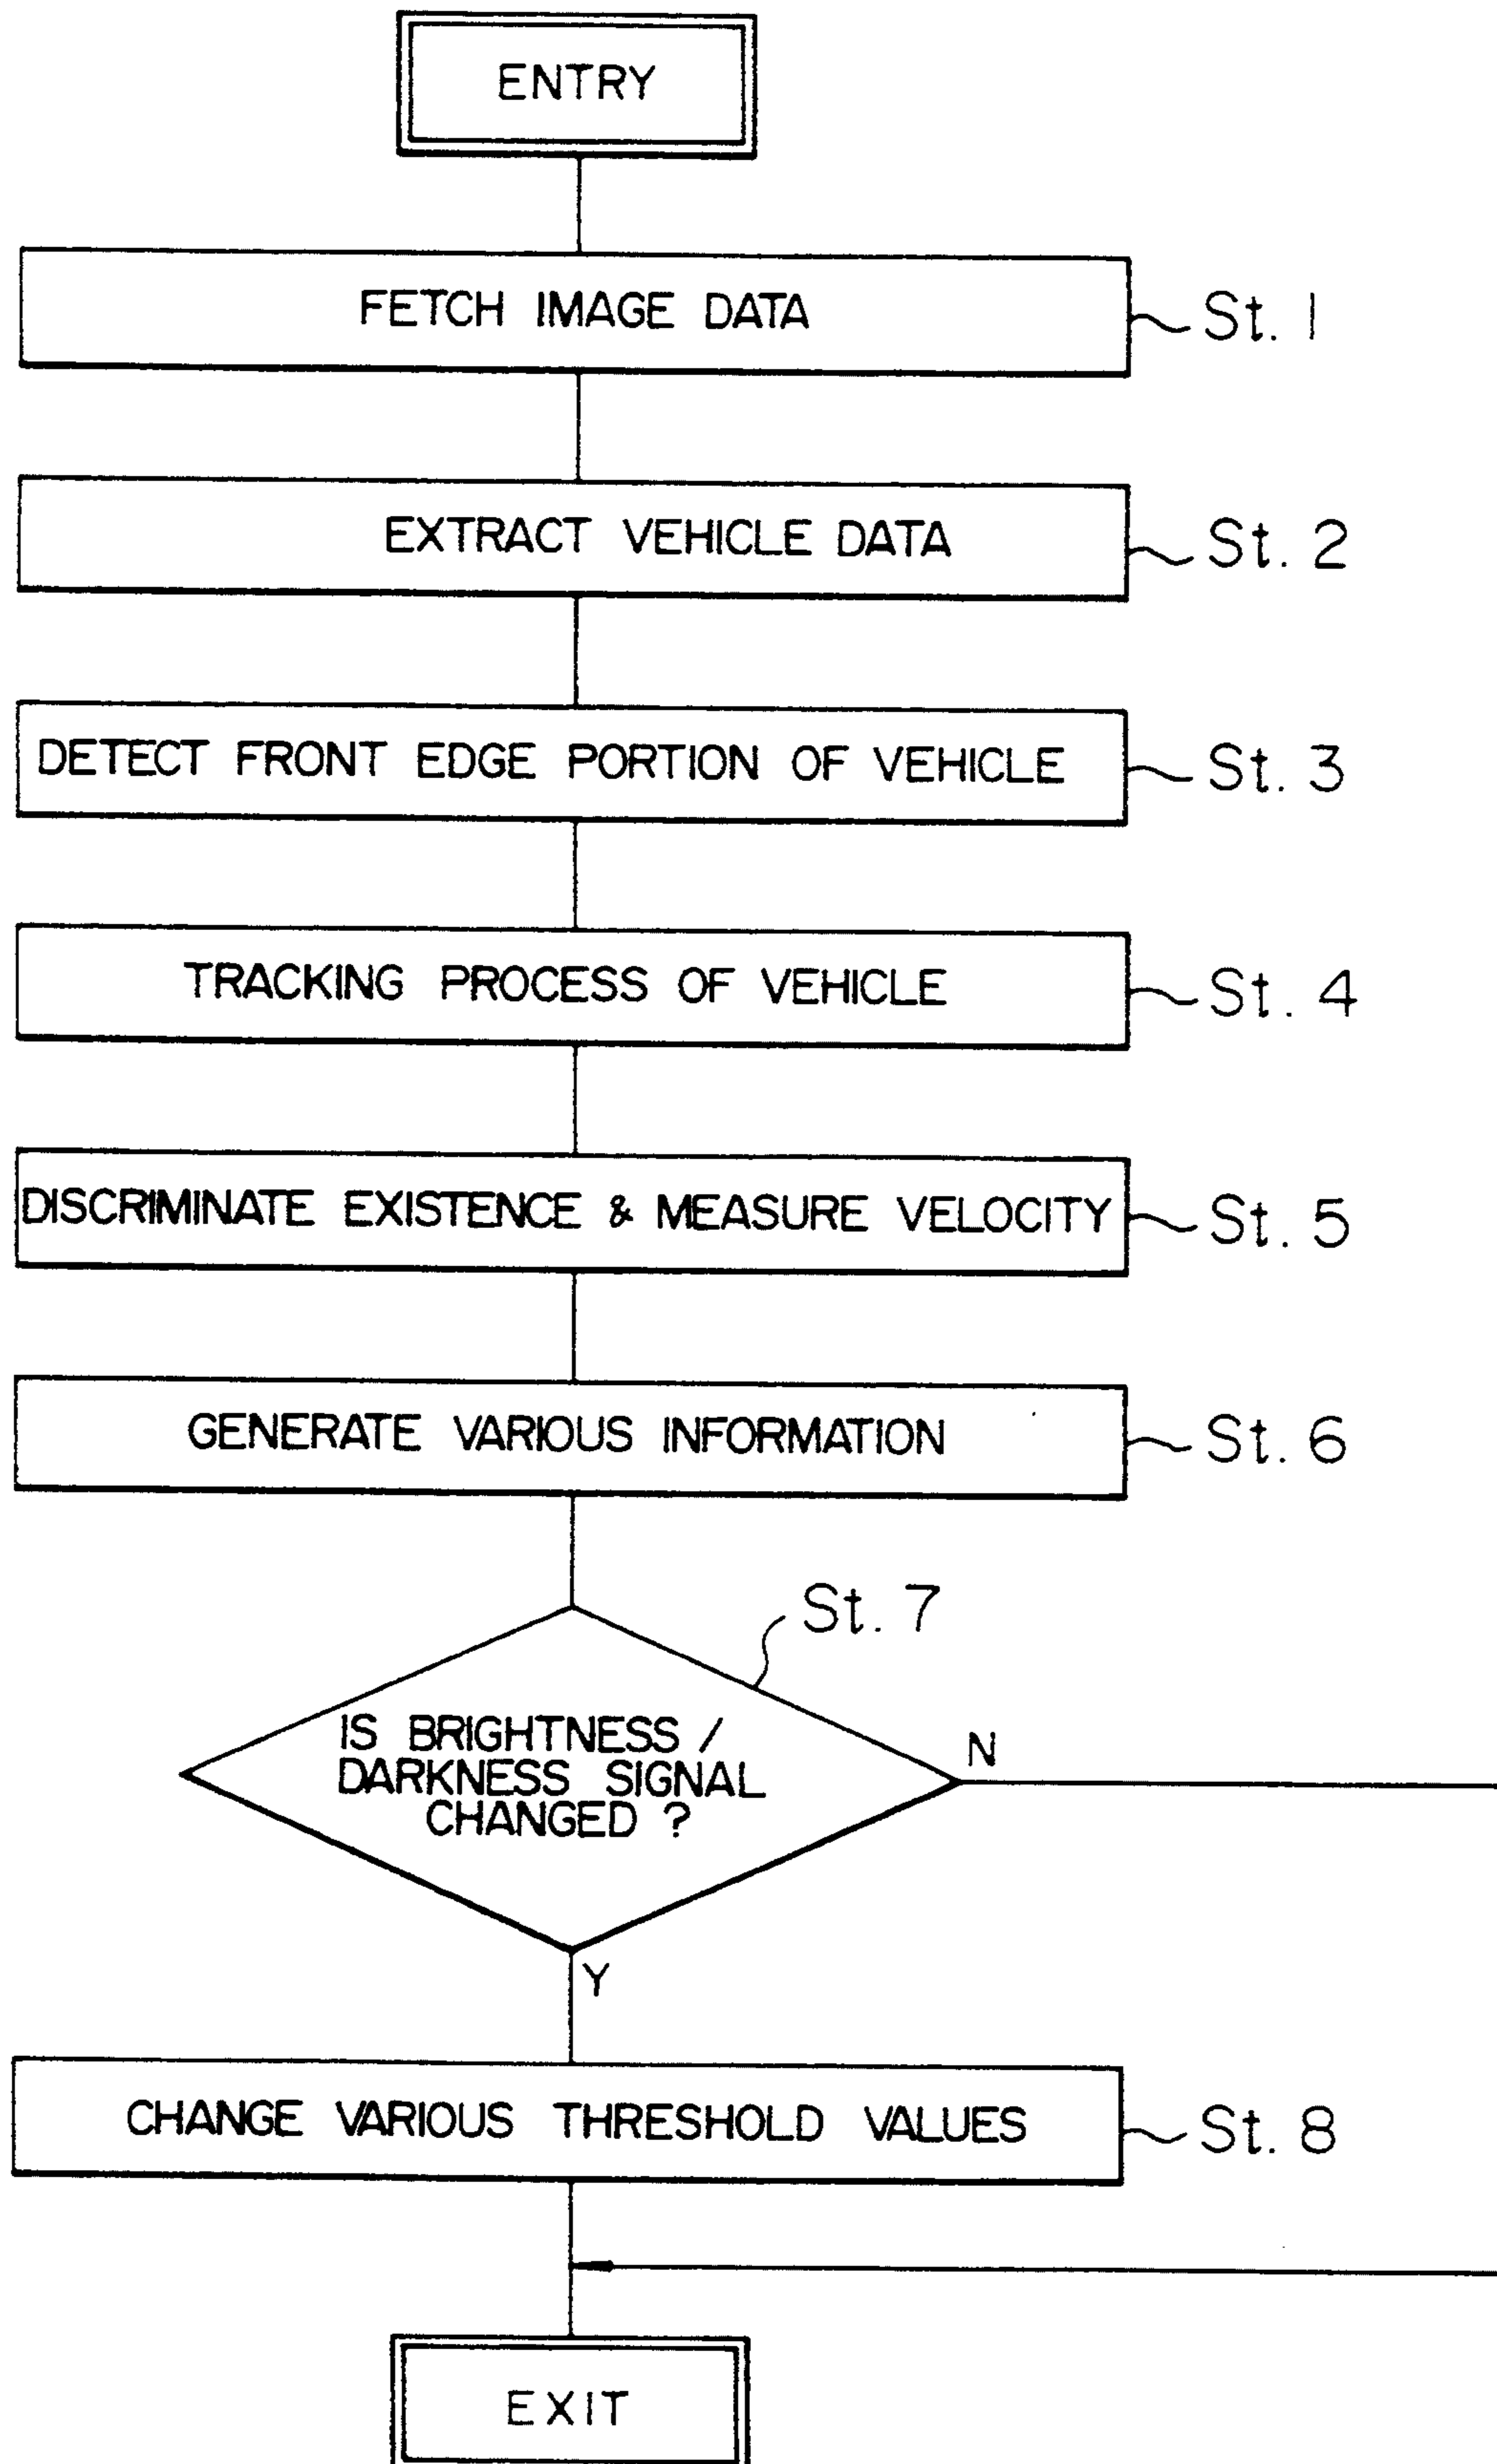 ENTRY
FETCH IMAGE DATA
St. 1
EXTRACT VEHICLE DATA
St. 2
DETECT FRONT EDGE PORTION OF VEHICLE
St. 3
TRACKING PROCESS OF VEHICLE
St. 4
DISCRIMINATE EXISTENCE & MEASURE VELOCITY
St. 5
GENERATE VARIOUS INFORMATION
St. 6
St. 7
IS BRIGHTNESS /
DARKNESS SIGNAL
CHANGED ?
N
Y
CHANGE VARIOUS THRESHOLD VALUES
St. 8
EXIT